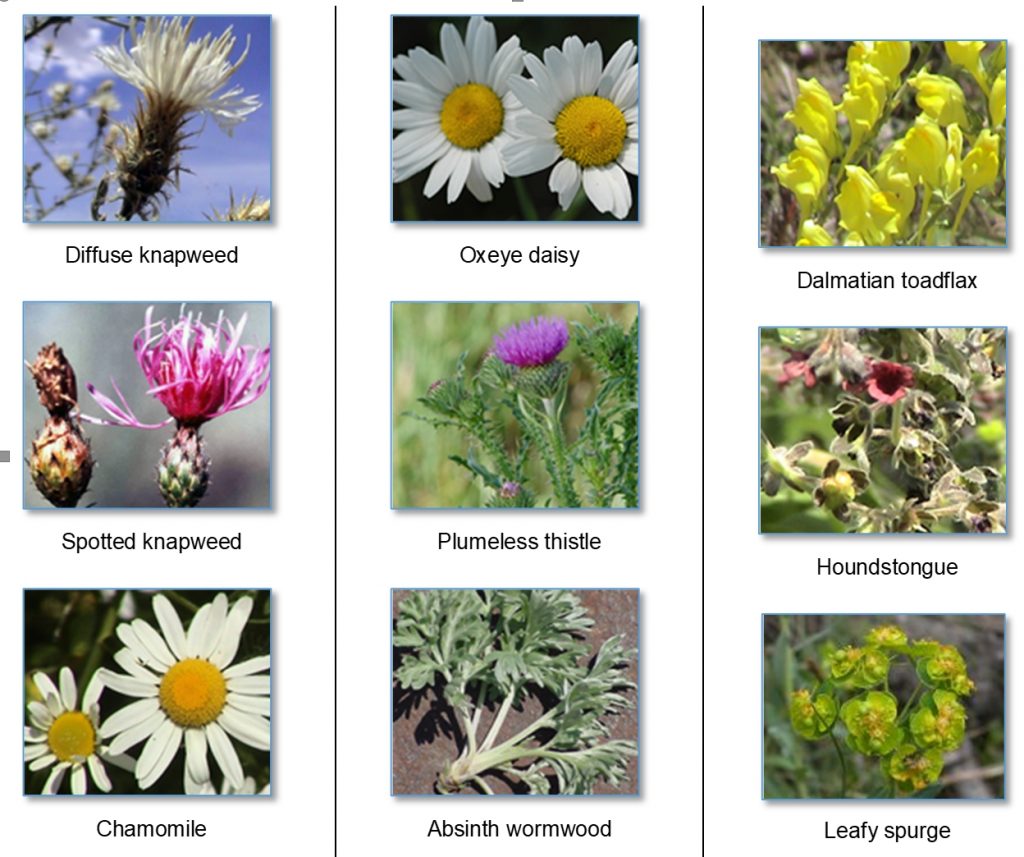 Diffuse knapweed
Spotted knapweed
Chamomile
Oxeye daisy
Plumeless thistle
Absinth wormwood
Dalmatian toadflax
Houndstongue
Leafy spurge